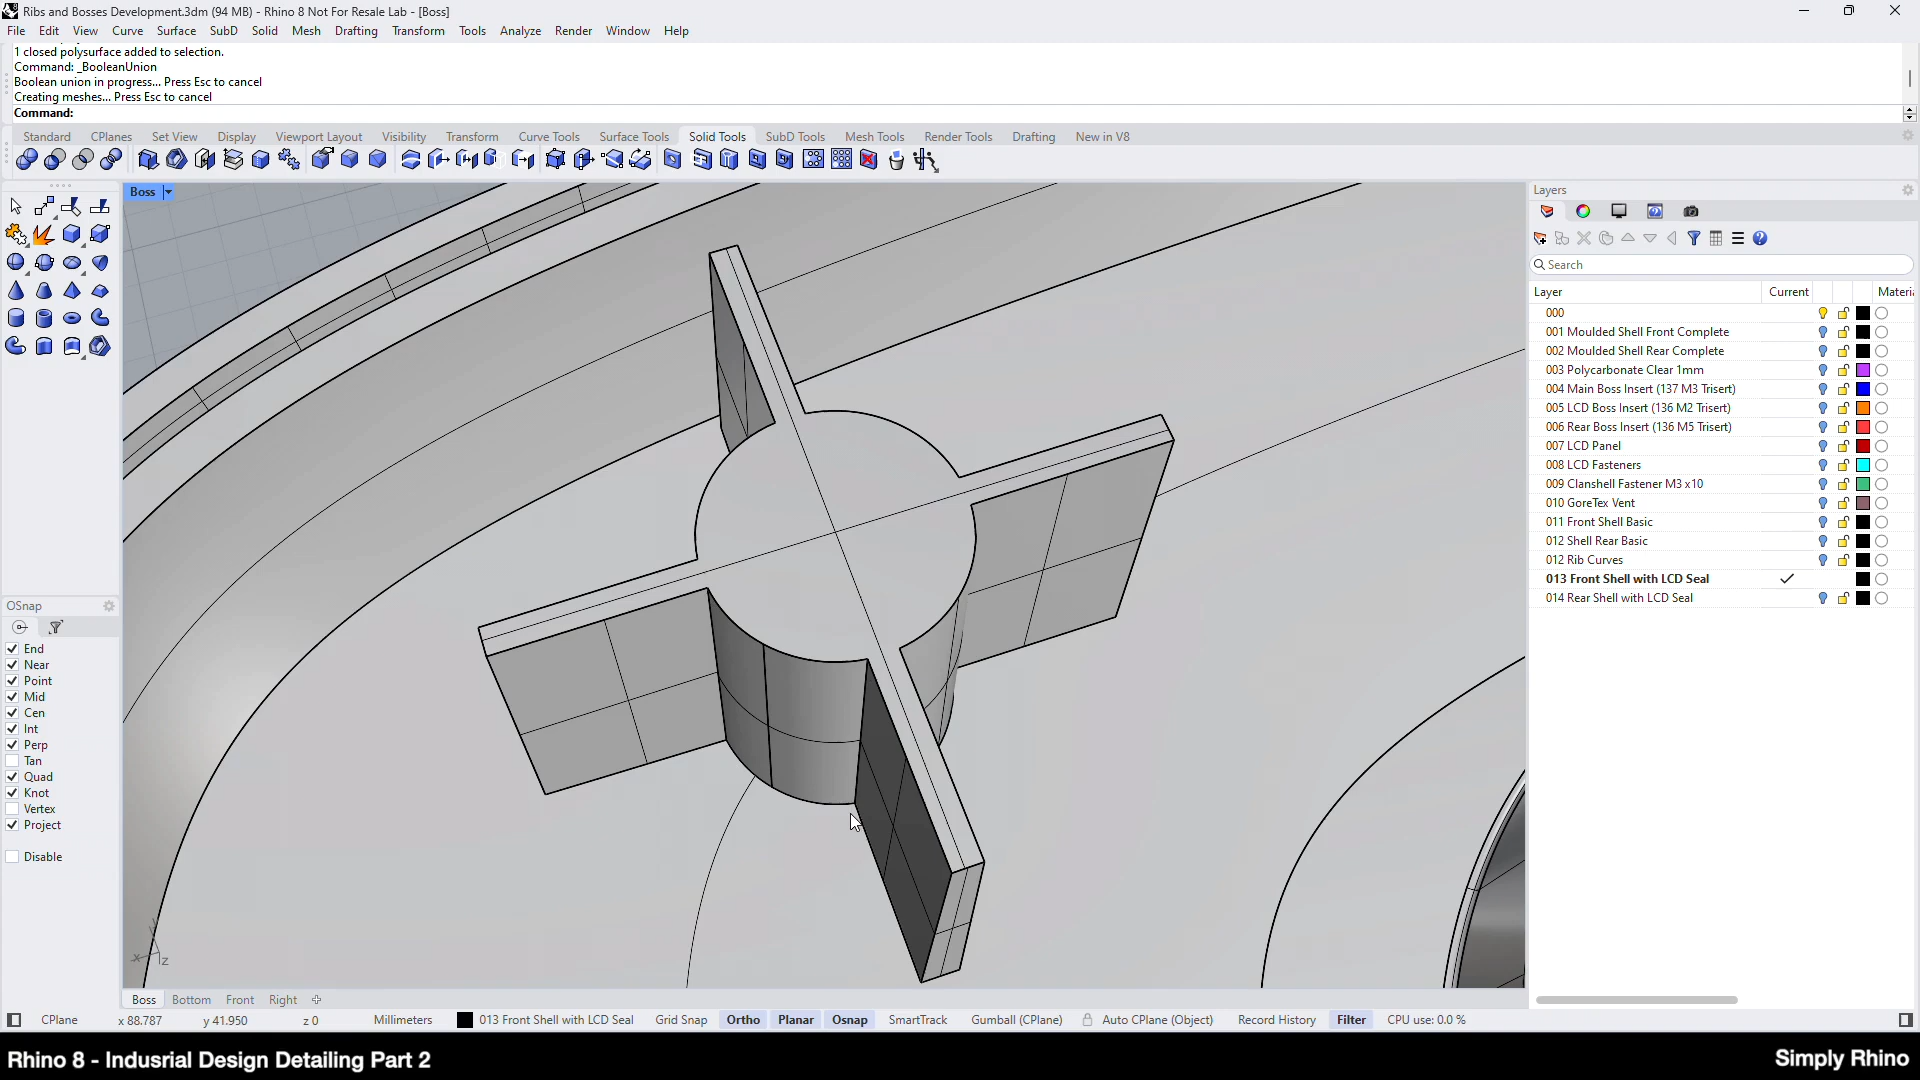 Ribs and Bosses Development.3dm (94 MB) - Rhino 8 Not For Resale Lab - [Boss]
File Edit View Curve Surface SubD Solid Mesh Drafting Transform Tools Analyze Render Window Help
1 closed polysurface added to selection.
Command: _BooleanUnion
Boolean union in progress... Press Esc to cancel
Creating meshes... Press Esc to cancel
Command:
Standard CPlanes Set View Display Viewport Layout Visibility Transform Curve Tools Surface Tools Solid Tools SubD Tools Mesh Tools Render Tools Drafting New in V8
Boss
Layers
Search
Layer Current Materi
000
001 Moulded Shell Front Complete
002 Moulded Shell Rear Complete
003 Polycarbonate Clear 1mm
004 Main Boss Insert (137 M3 Trisert)
005 LCD Boss Insert (136 M2 Trisert)
006 Rear Boss Insert (136 M5 Trisert)
007 LCD Panel
008 LCD Fasteners
009 Clanshell Fastener M3 x10
010 GoreTex Vent
011 Front Shell Basic
012 Shell Rear Basic
012 Rib Curves
013 Front Shell with LCD Seal
014 Rear Shell with LCD Seal
OSnap
End
Near
Point
Mid
Cen
Int
Perp
Tan
Quad
Knot
Vertex
Project
Disable
x z
Boss Bottom Front Right
CPlane x 88.787 y 41.950 z 0 Millimeters 013 Front Shell with LCD Seal Grid Snap Ortho Planar Osnap SmartTrack Gumball (CPlane) Auto CPlane (Object) Record History Filter CPU use: 0.0 %
Rhino 8 - Indusrial Design Detailing Part 2
Simply Rhino